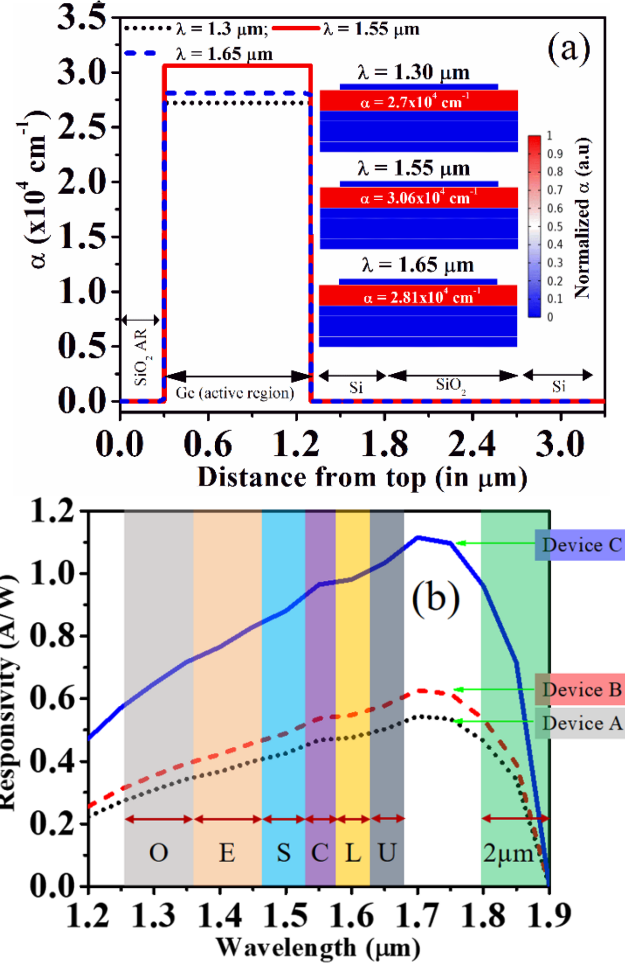 λ = 1.3 μm; λ = 1.55 μm
λ = 1.65 μm
(a)
3.5
3.0
2.5
2.0
1.5
1.0
0.5
0.0
α (x10⁴ cm⁻¹)
λ = 1.30 μm
α = 2.7x10⁴ cm⁻¹
λ = 1.55 μm
α = 3.06x10⁴ cm⁻¹
λ = 1.65 μm
α = 2.81x10⁴ cm⁻¹
1
0.9
0.8
0.7
0.6
0.5
0.4
0.3
0.2
0.1
0
Normalized α (a.u)
SiO₂ AR
Ge (active region)
Si
SiO₂
Si
0.0 0.6 1.2 1.8 2.4 3.0
Distance from top (in μm)
1.2
1.0
0.8
0.6
0.4
0.2
0.0
Responsivity (A/W)
(b)
Device C
Device B
Device A
O E S C L U 2μm
1.2 1.3 1.4 1.5 1.6 1.7 1.8 1.9
Wavelength (μm)